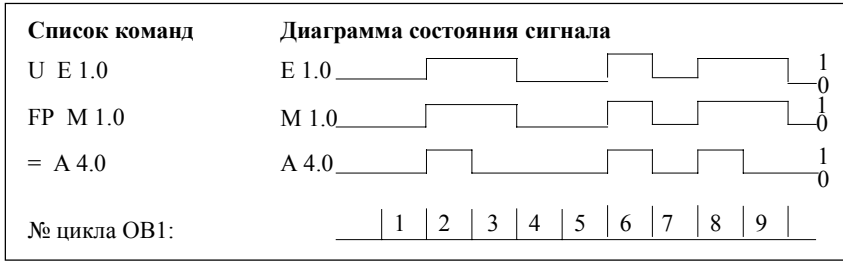 Список команд Диаграмма состояния сигнала
U E 1.0 E 1.0 1
0
FP M 1.0 M 1.0 1
0
= A 4.0 A 4.0 1
0
№ цикла OB1: 1 2 3 4 5 6 7 8 9